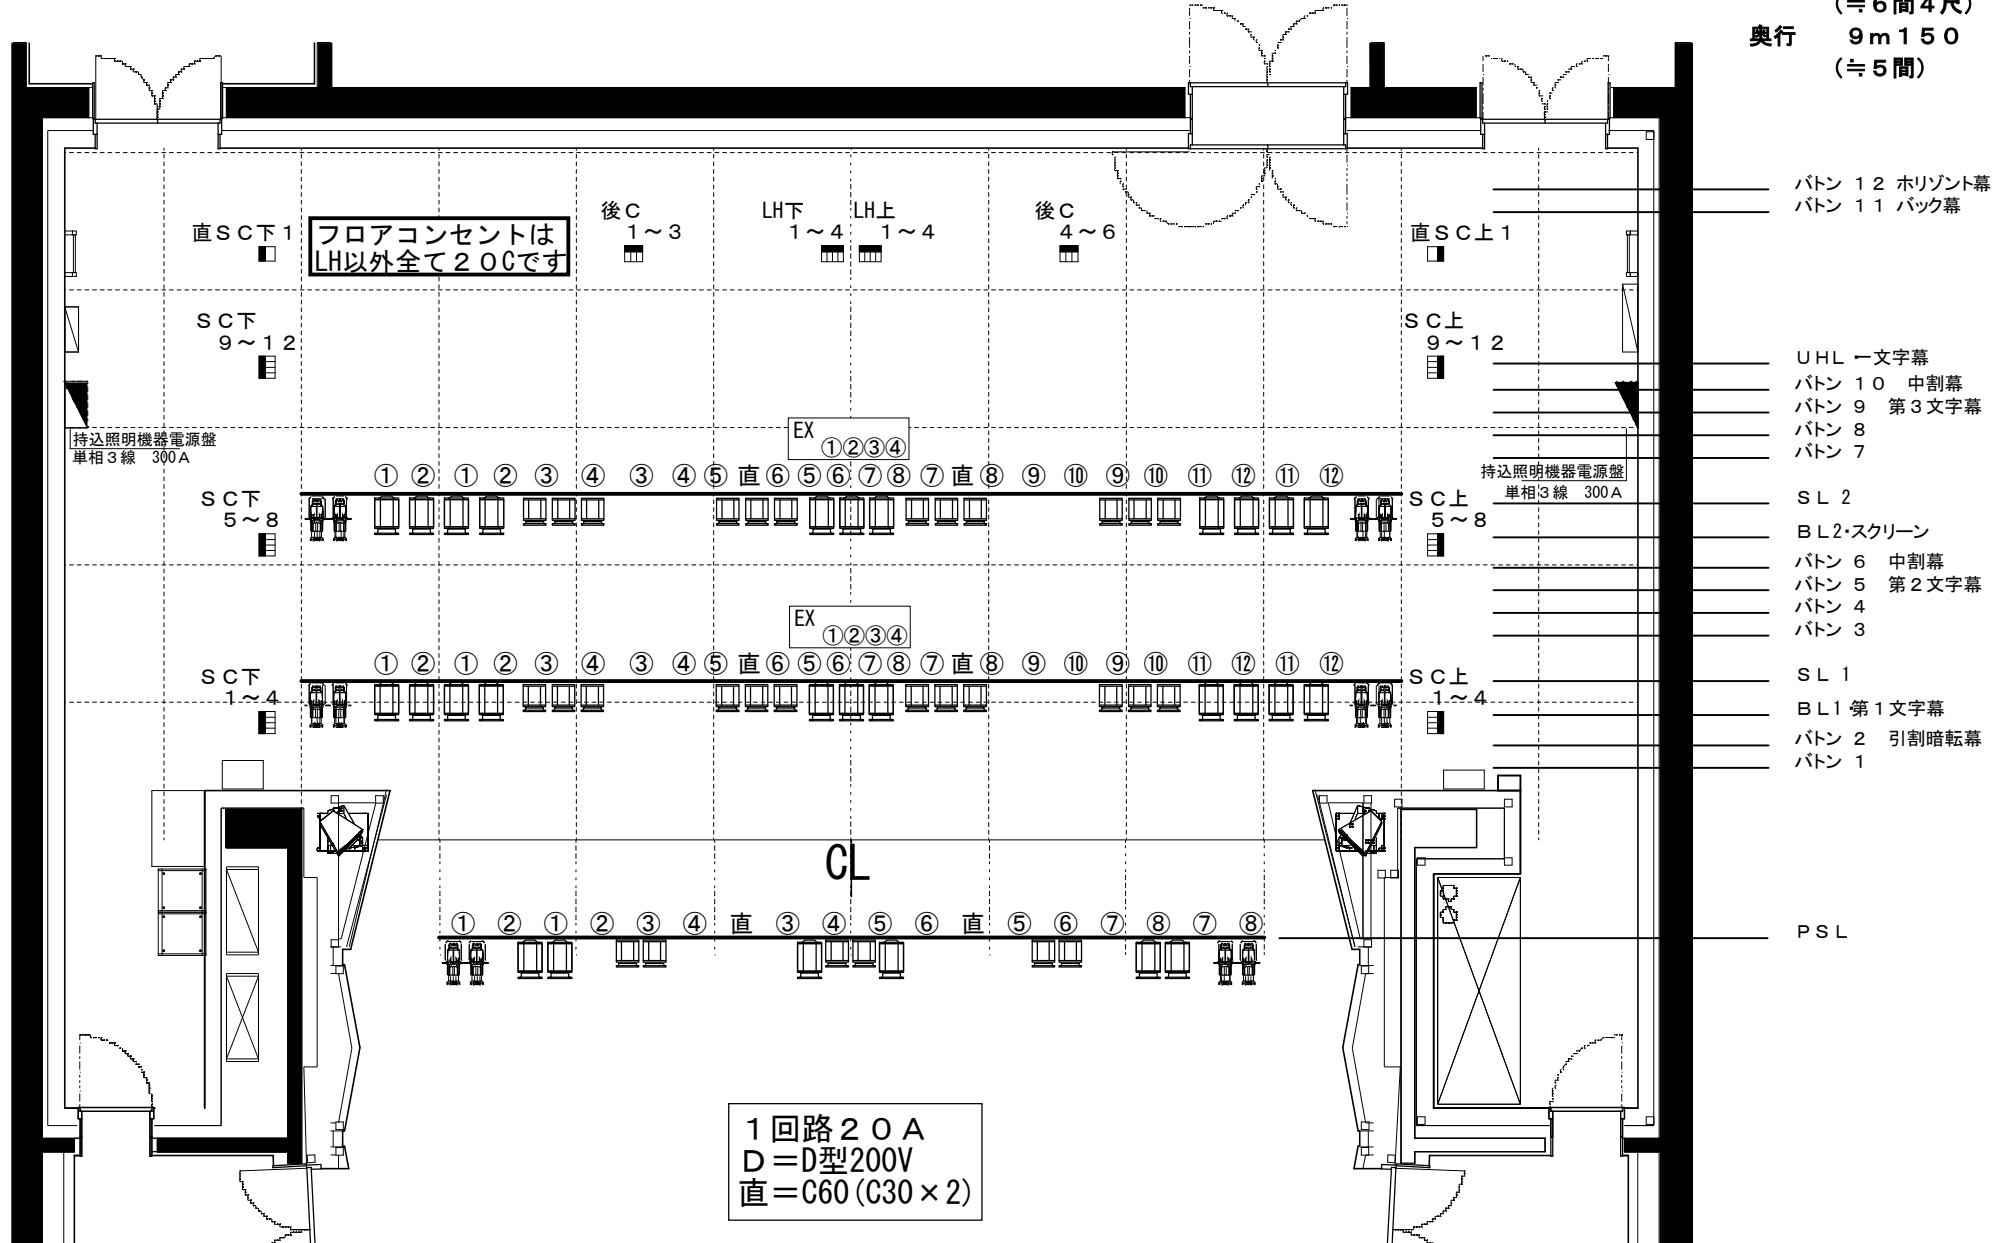 （≒６間４尺）
奥行　９ｍ１５０
（≒５間）
バトン １２ ホリゾント幕
バトン １１ バック幕
直ＳＣ下１
フロアコンセントは
LH以外全て２０Cです
後Ｃ
１～３
LH下
１～４
LH上
１～４
後Ｃ
４～６
直ＳＣ上１
ＳＣ下
９～１２
ＳＣ上
９～１２
ＵＨＬ・一文字幕
バトン １０ 中割幕
バトン ９ 第３文字幕
バトン ８
バトン ７
持込照明機器電源盤
単相３線 300A
EX
①②③④
持込照明機器電源盤
単相３線 300A
① ② ① ② ③ ④ ③ ④ ⑤ 直 ⑥ ⑤ ⑥ ⑦ ⑧ ⑦ 直 ⑧ ⑨ ⑩ ⑨ ⑩ ⑪ ⑫ ⑪ ⑫
ＳＣ下
５～８
ＳＣ上
５～８
ＳＬ ２
ＢＬ２・スクリーン
バトン ６ 中割幕
バトン ５ 第２文字幕
バトン ４
バトン ３
EX
①②③④
① ② ① ② ③ ④ ③ ④ ⑤ 直 ⑥ ⑤ ⑥ ⑦ ⑧ ⑦ 直 ⑧ ⑨ ⑩ ⑨ ⑩ ⑪ ⑫ ⑪ ⑫
ＳＣ下
１～４
ＳＣ上
１～４
ＳＬ １
ＢＬ１・第１文字幕
バトン ２ 引割暗転幕
バトン １
CL
① ② ① ② ③ ④ 直 ③ ④ ⑤ ⑥ 直 ⑤ ⑥ ⑦ ⑧ ⑦ ⑧
ＰＳＬ
１回路２０Ａ
Ｄ＝D型200V
直＝C60(C30×2)